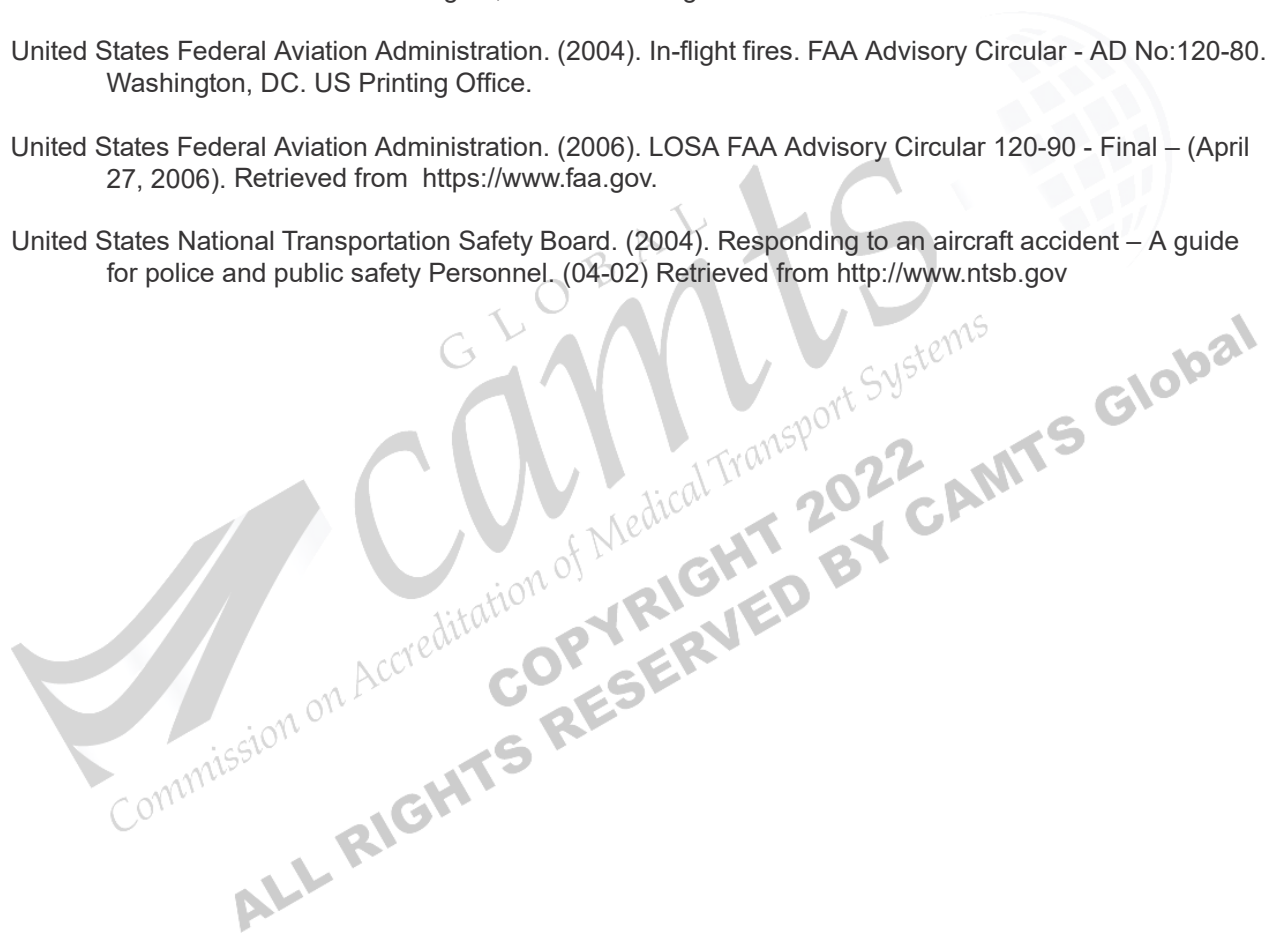 United States Federal Aviation Administration. (2004). In-flight fires. FAA Advisory Circular - AD No:120-80.
Washington, DC. US Printing Office.
United States Federal Aviation Administration. (2006). LOSA FAA Advisory Circular 120-90 - Final – (April
27, 2006). Retrieved from  https://www.faa.gov.
United States National Transportation Safety Board. (2004). Responding to an aircraft accident – A guide
for police and public safety Personnel. (04-02) Retrieved from http://www.ntsb.gov
GLOBAL
camts
Commission on Accreditation of Medical Transport Systems
COPYRIGHT 2022
ALL RIGHTS RESERVED BY CAMTS Global